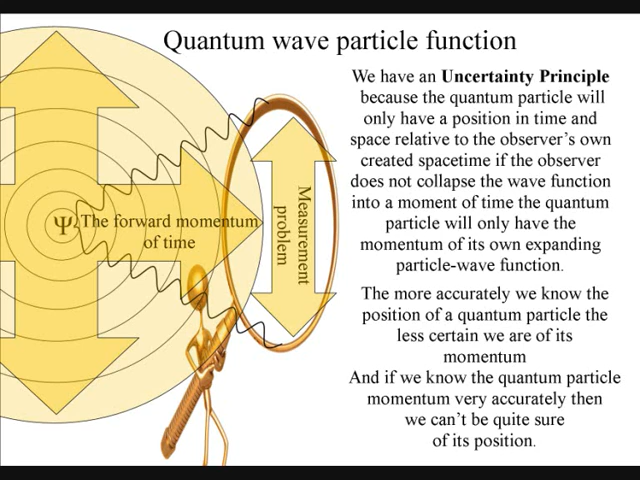 Quantum wave particle function
We have an Uncertainty Principle
because the quantum particle will
only have a position in time and
space relative to the observer's own
created spacetime if the observer
does not collapse the wave function
into a moment of time the quantum
particle will only have the
momentum of its own expanding
particle-wave function.
The more accurately we know the
position of a quantum particle the
less certain we are of its
momentum
And if we know the quantum particle
momentum very accurately then
we can't be quite sure
of its position.
Ψ
The forward momentum
of time
Measurement
problem